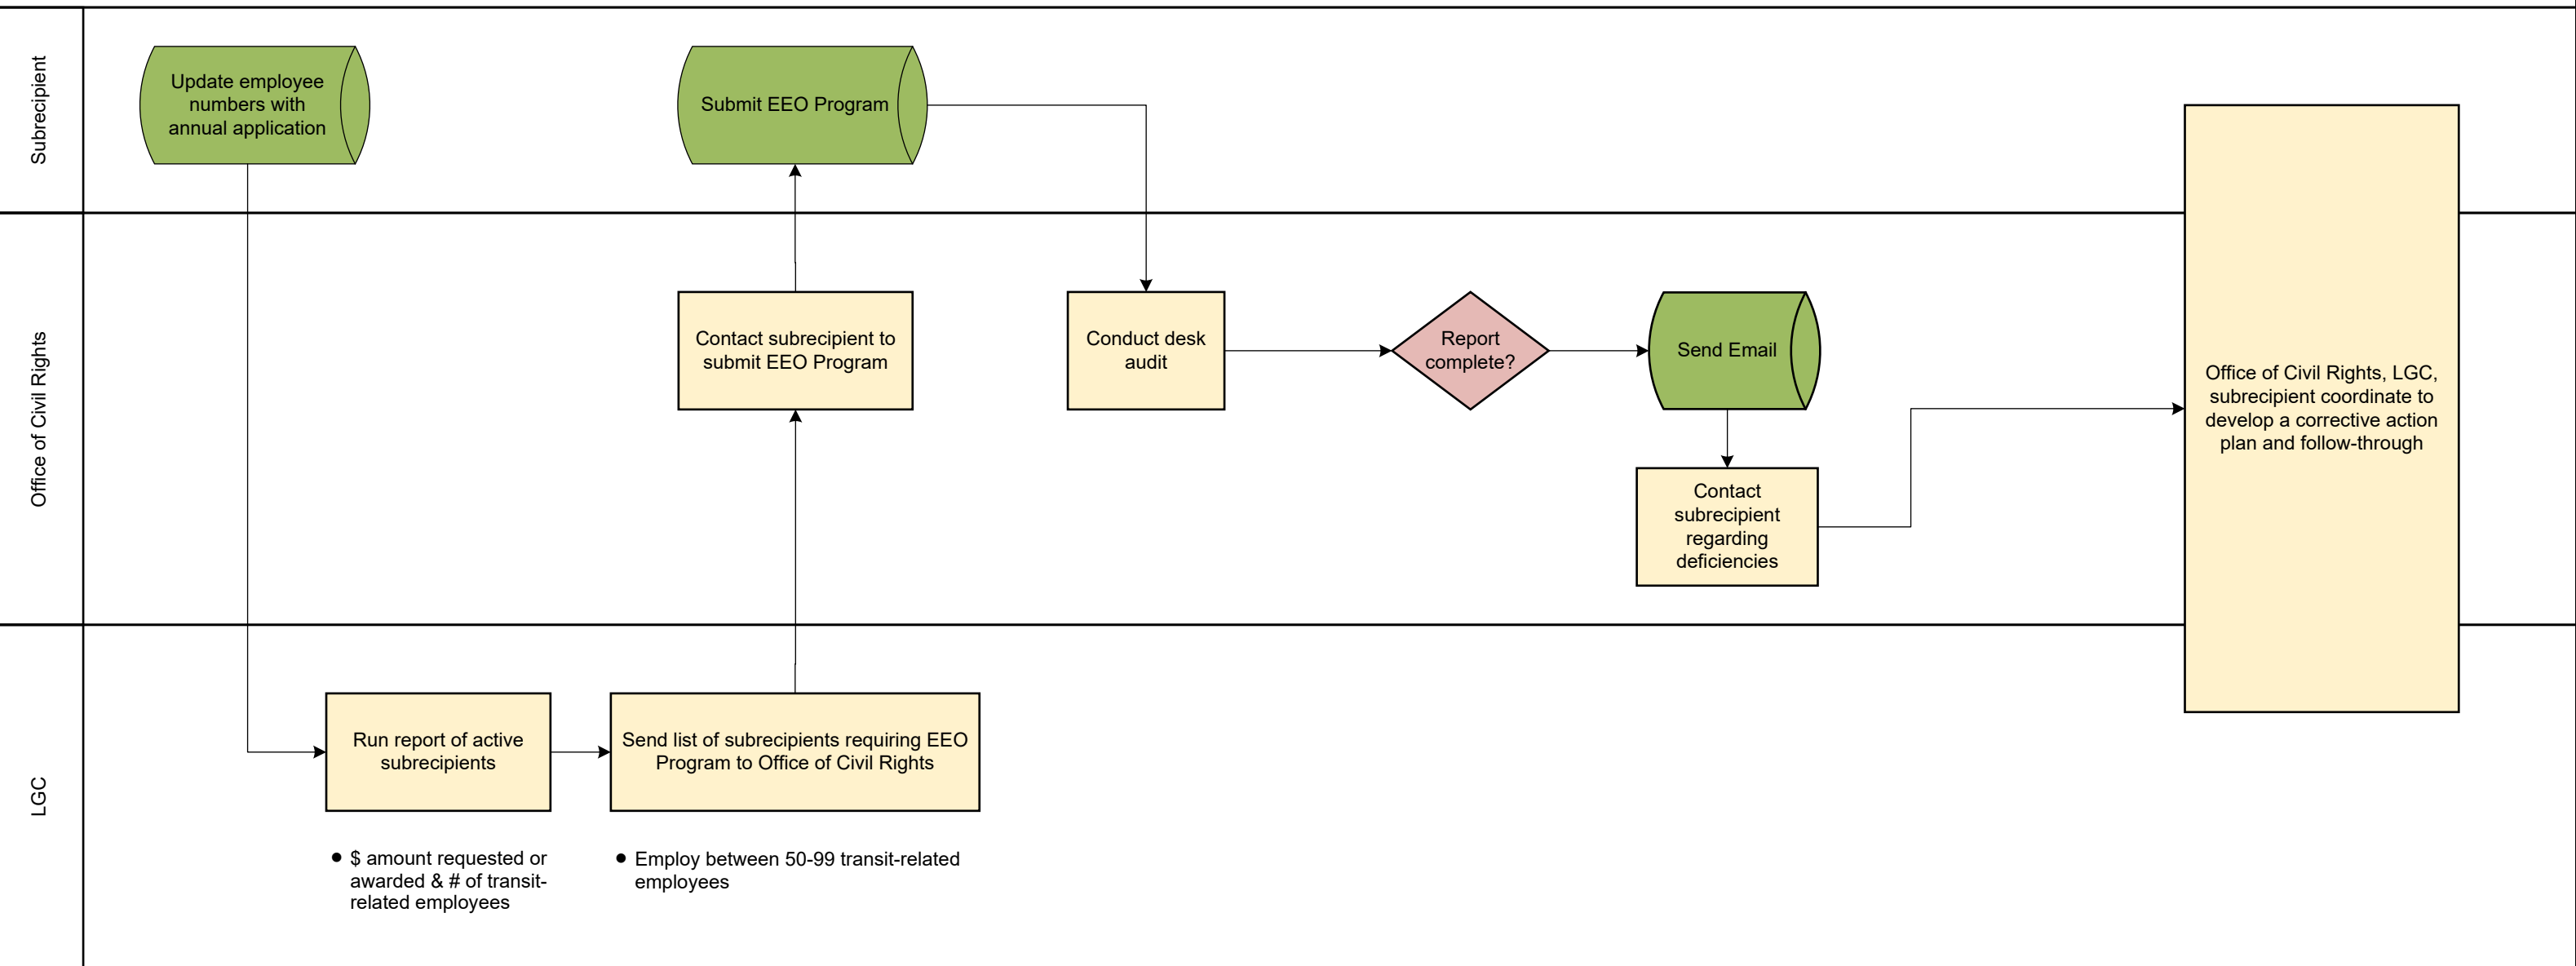 Subrecipient
Update employee
numbers with
annual application
Submit EEO Program
Office of Civil Rights
Contact subrecipient to
submit EEO Program
Conduct desk
audit
Report
complete?
Send Email
Contact
subrecipient
regarding
deficiencies
Office of Civil Rights, LGC,
subrecipient coordinate to
develop a corrective action
plan and follow-through
LGC
Run report of active
subrecipients
Send list of subrecipients requiring EEO
Program to Office of Civil Rights
● $ amount requested or
awarded & # of transit-
related employees
● Employ between 50-99 transit-related
employees